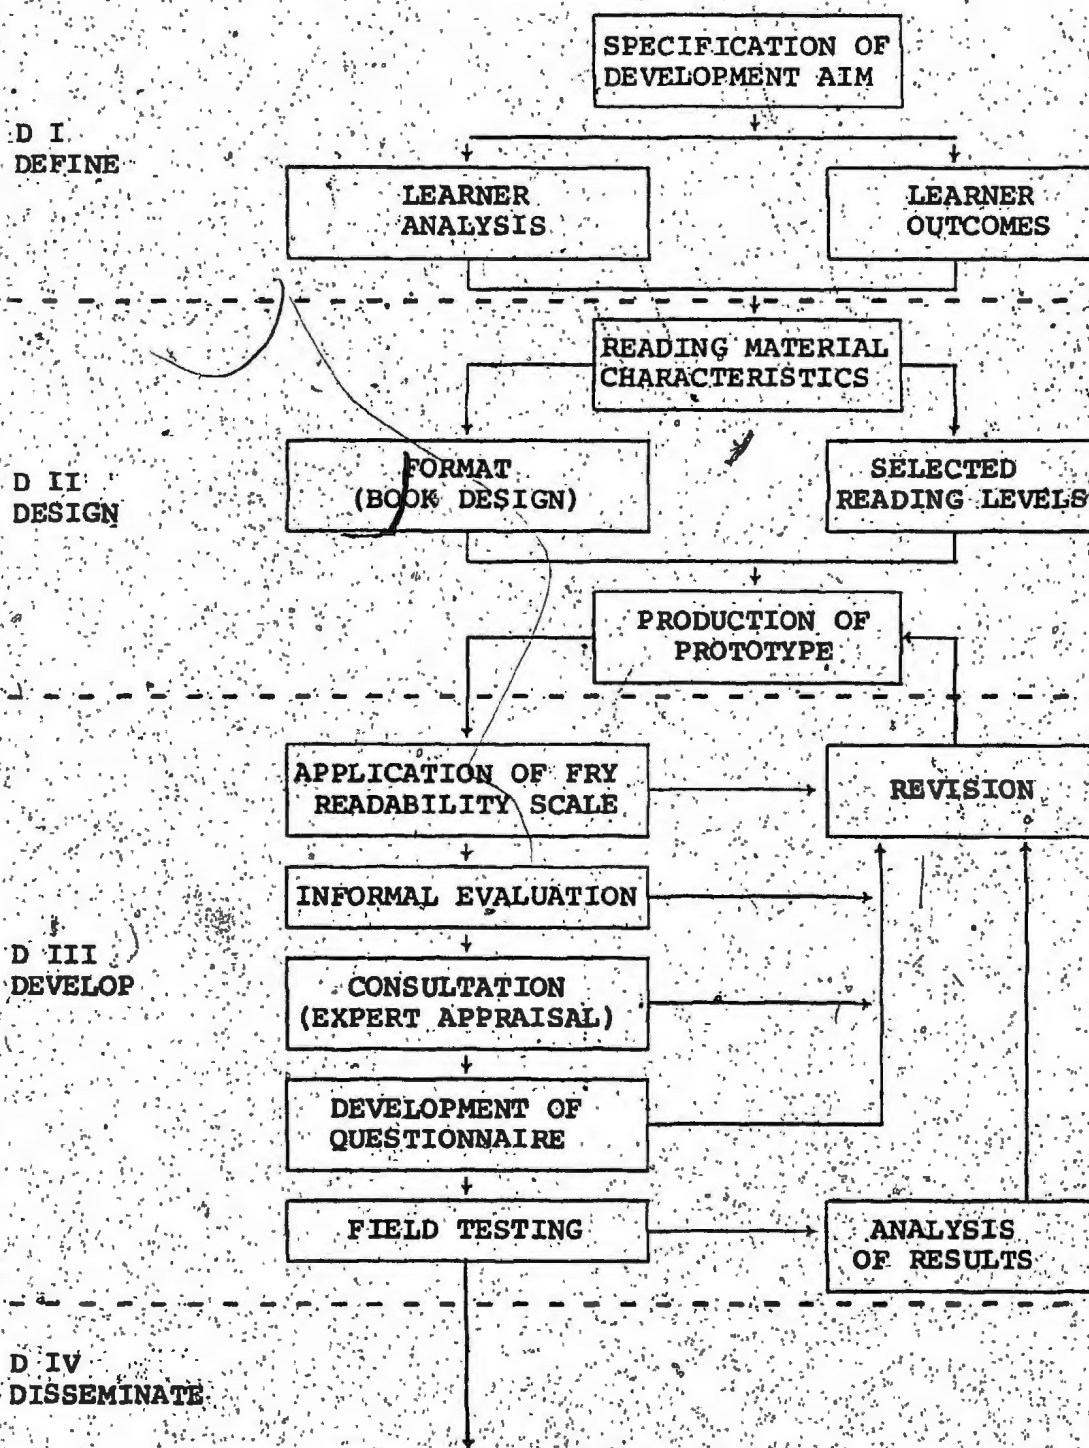 SPECIFICATION OF
DEVELOPMENT AIM
D I
DEFINE
LEARNER
ANALYSIS
LEARNER
OUTCOMES
READING MATERIAL
CHARACTERISTICS
D II
DESIGN
FORMAT
(BOOK DESIGN)
SELECTED
READING LEVELS
PRODUCTION OF
PROTOTYPE
APPLICATION OF FRY
READABILITY SCALE
REVISION
INFORMAL EVALUATION
D III
DEVELOP
CONSULTATION
(EXPERT APPRAISAL)
DEVELOPMENT OF
QUESTIONNAIRE
FIELD TESTING
ANALYSIS
OF RESULTS
D IV
DISSEMINATE